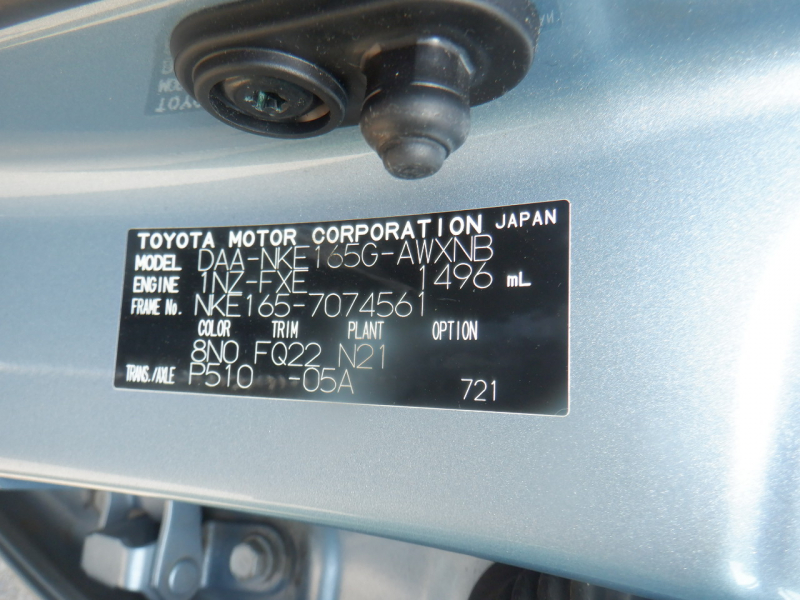 TOYOTA MOTOR CORPORATION JAPAN
MODEL DAA-NKE165G-AWXNB
ENGINE 1NZ-FXE 1496 mL
FRAME No. NKE165-7074561
COLOR TRIM PLANT OPTION
8N0 FQ22 N21
TRANS./AXLE P510 -05A 721